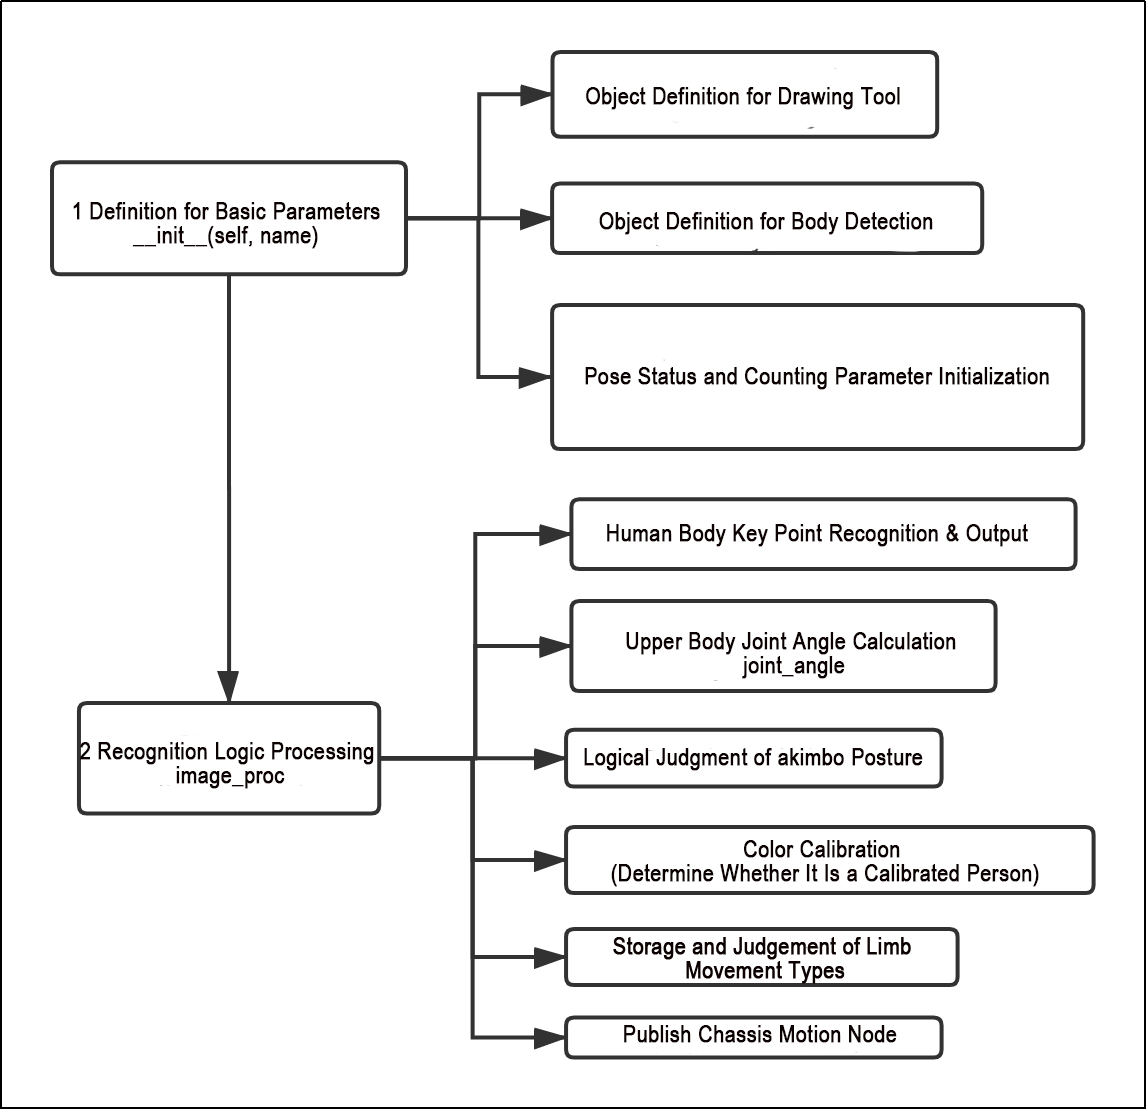 Object Definition for Drawing Tool
1 Definition for Basic Parameters
__init__(self, name)
Object Definition for Body Detection
Pose Status and Counting Parameter Initialization
Human Body Key Point Recognition & Output
Upper Body Joint Angle Calculation
joint_angle
2 Recognition Logic Processing
image_proc
Logical Judgment of akimbo Posture
Color Calibration
(Determine Whether It Is a Calibrated Person)
Storage and Judgement of Limb
Movement Types
Publish Chassis Motion Node